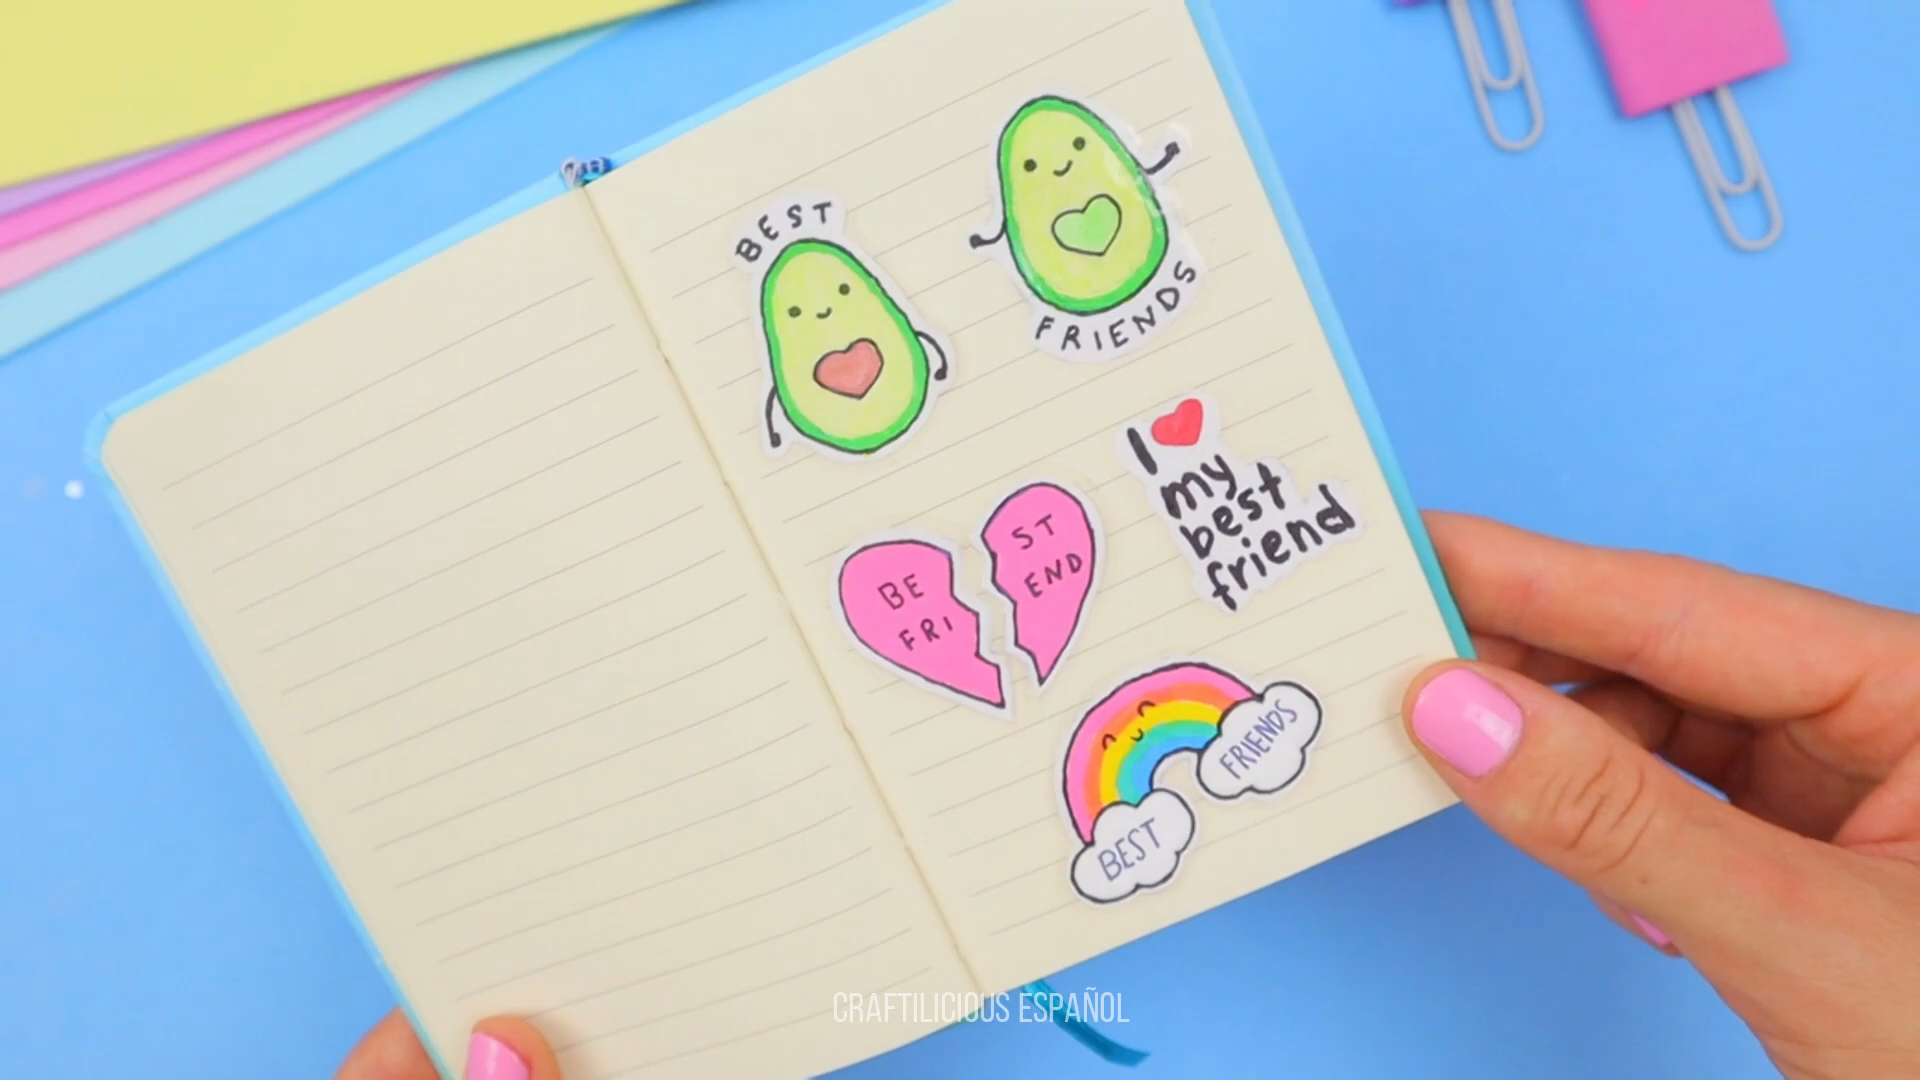 BEST
FRIENDS
I
my
best
friend
BE
FRI
ST
END
FRIENDS
BEST
CRAFTILICIOUS ESPAÑOL